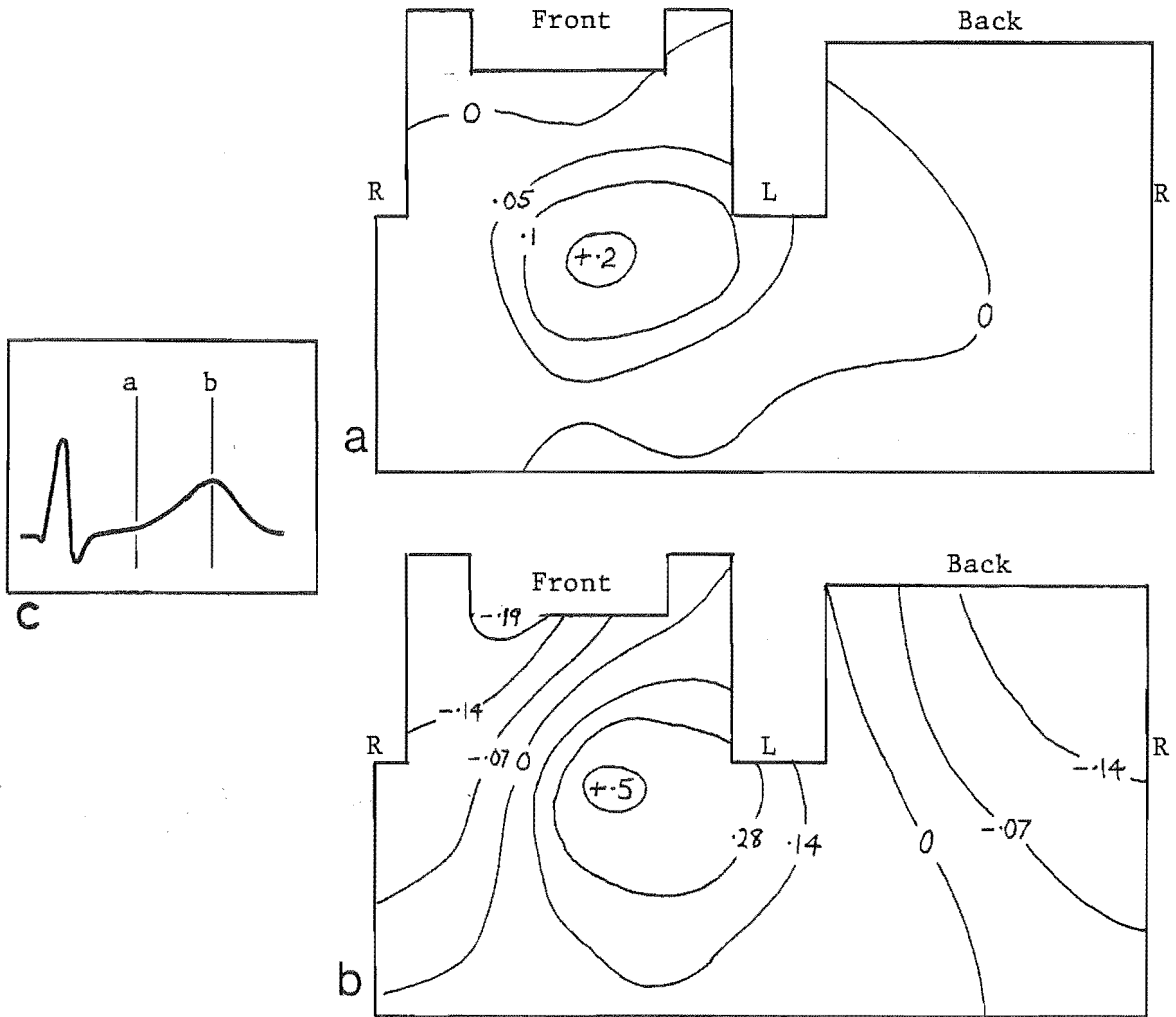 Front
Back
0
R
.05
L
R
.1
+.2
0
a
a b
c
Front
Back
-.19
-.14
R
-.07 0
L
R
-.14
+.5
.28 .14
0
-.07
b